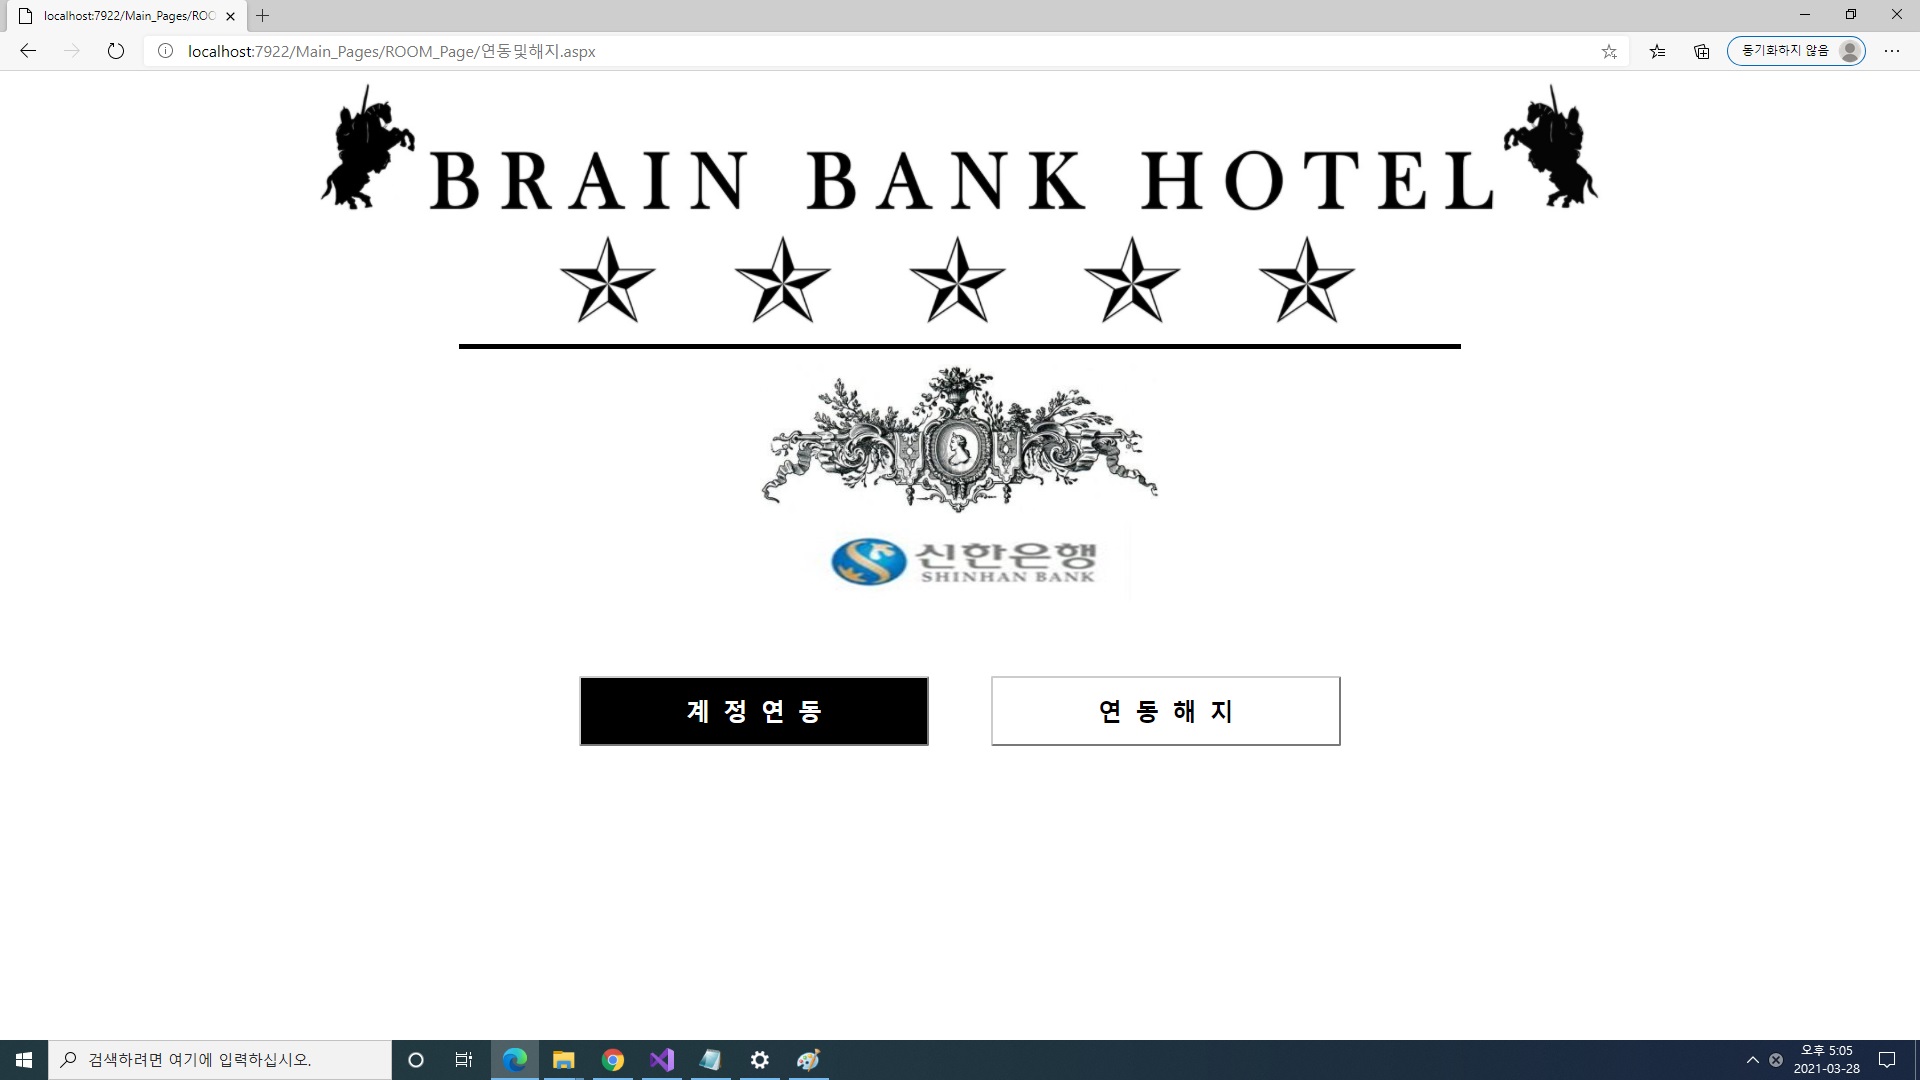 localhost:7922/Main_Pages/ROO
localhost:7922/Main_Pages/ROOM_Page/연동및해지.aspx
동기화하지 않음
BRAIN BANK HOTEL
신한은행
SHINHAN BANK
계 정 연 동
연 동 해 지
검색하려면 여기에 입력하십시오.
오후 5:05
2021-03-28